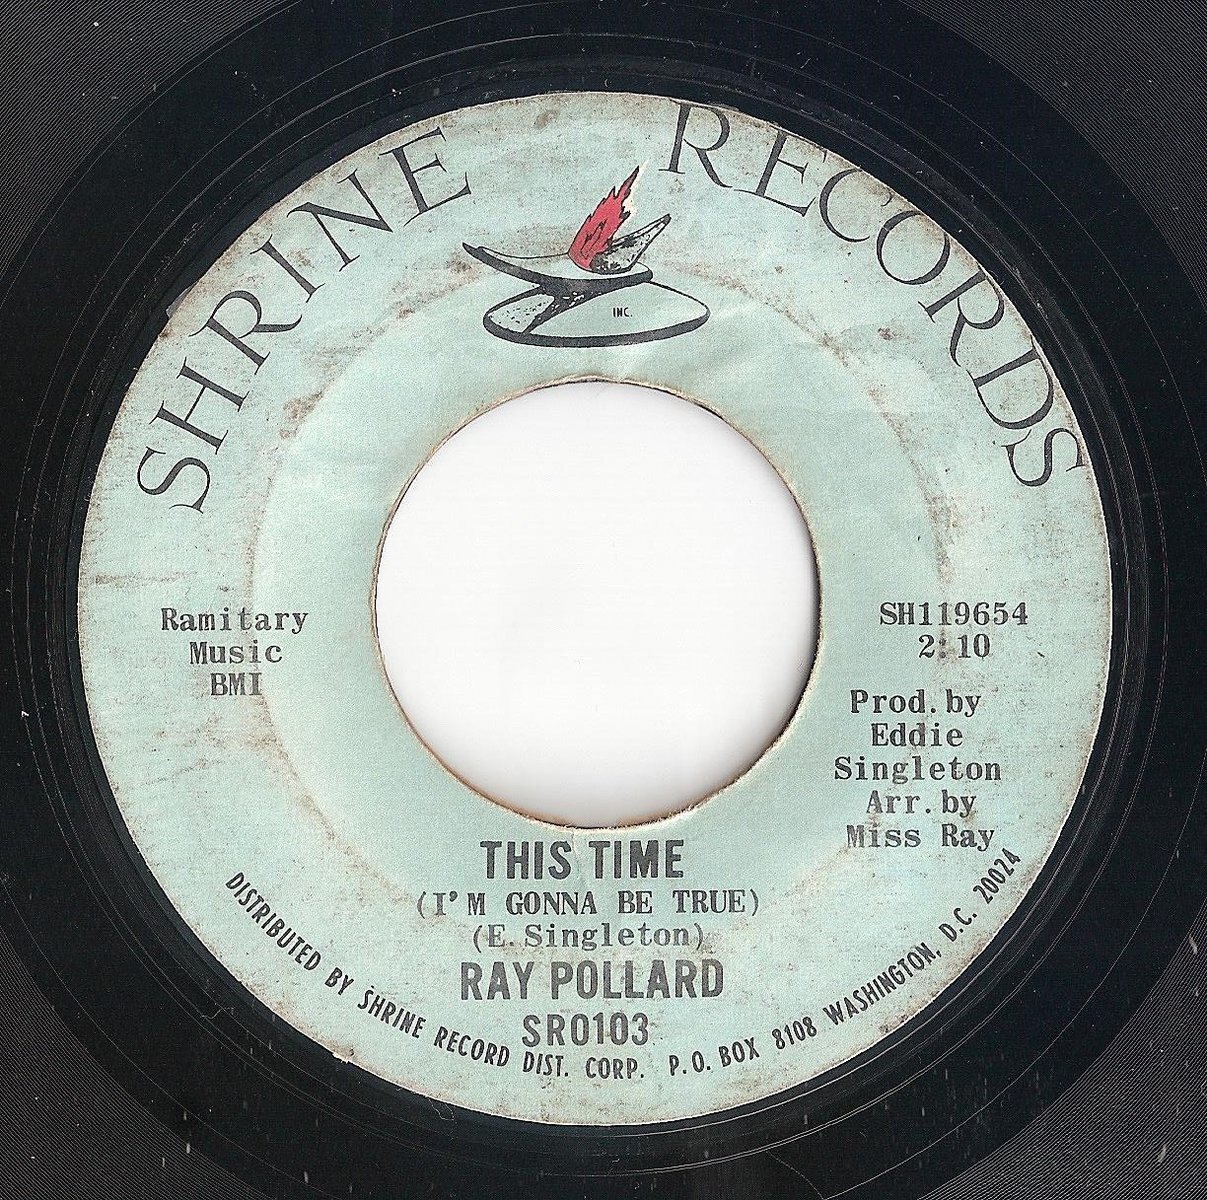 SHRINE RECORDS
INC.
Ramitary
Music
BMI
SH119654
2:10
Prod. by
Eddie
Singleton
Arr. by
Miss Ray
THIS TIME
(I'M GONNA BE TRUE)
(E. Singleton)
RAY POLLARD
SR0103
DISTRIBUTED BY SHRINE RECORD DIST. CORP. P.O. BOX 8108 WASHINGTON, D.C. 20024